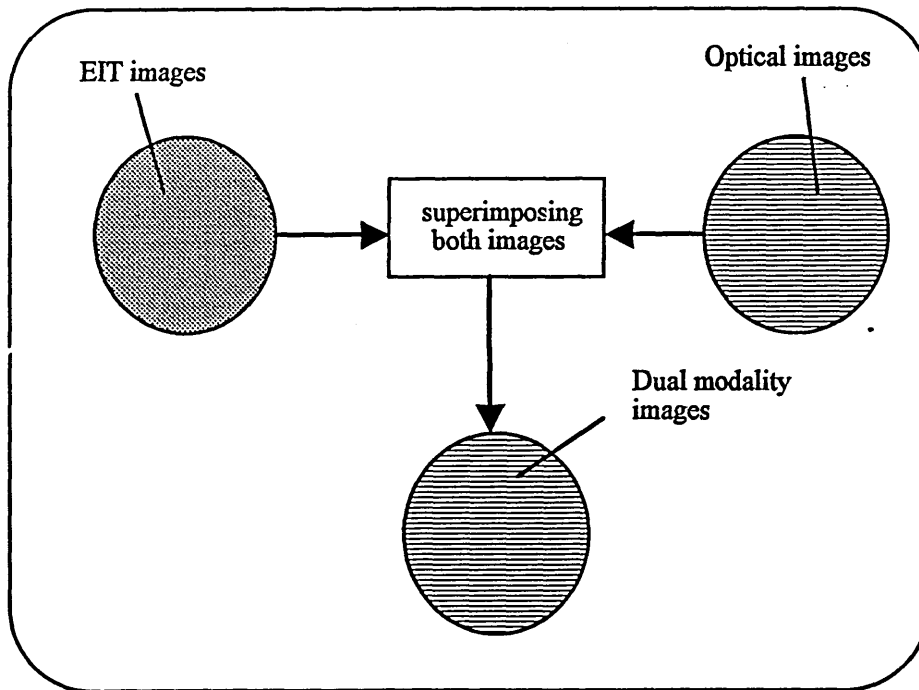 EIT images
Optical images
superimposing
both images
Dual modality
images